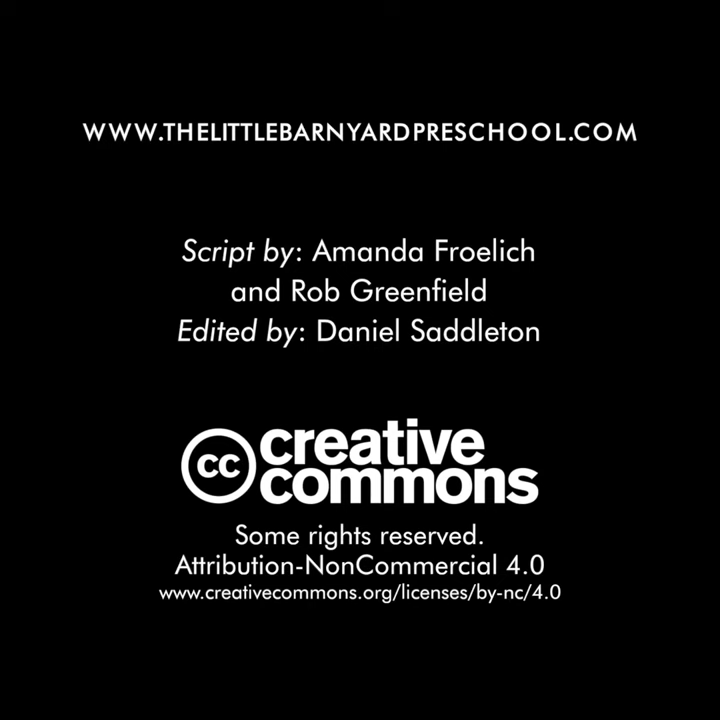 WWW.THELITTLEBARNYARDPRESCHOOL.COM
Script by: Amanda Froelich
and Rob Greenfield
Edited by: Daniel Saddleton
cc creative
commons
Some rights reserved.
Attribution-NonCommercial 4.0
www.creativecommons.org/licenses/by-nc/4.0